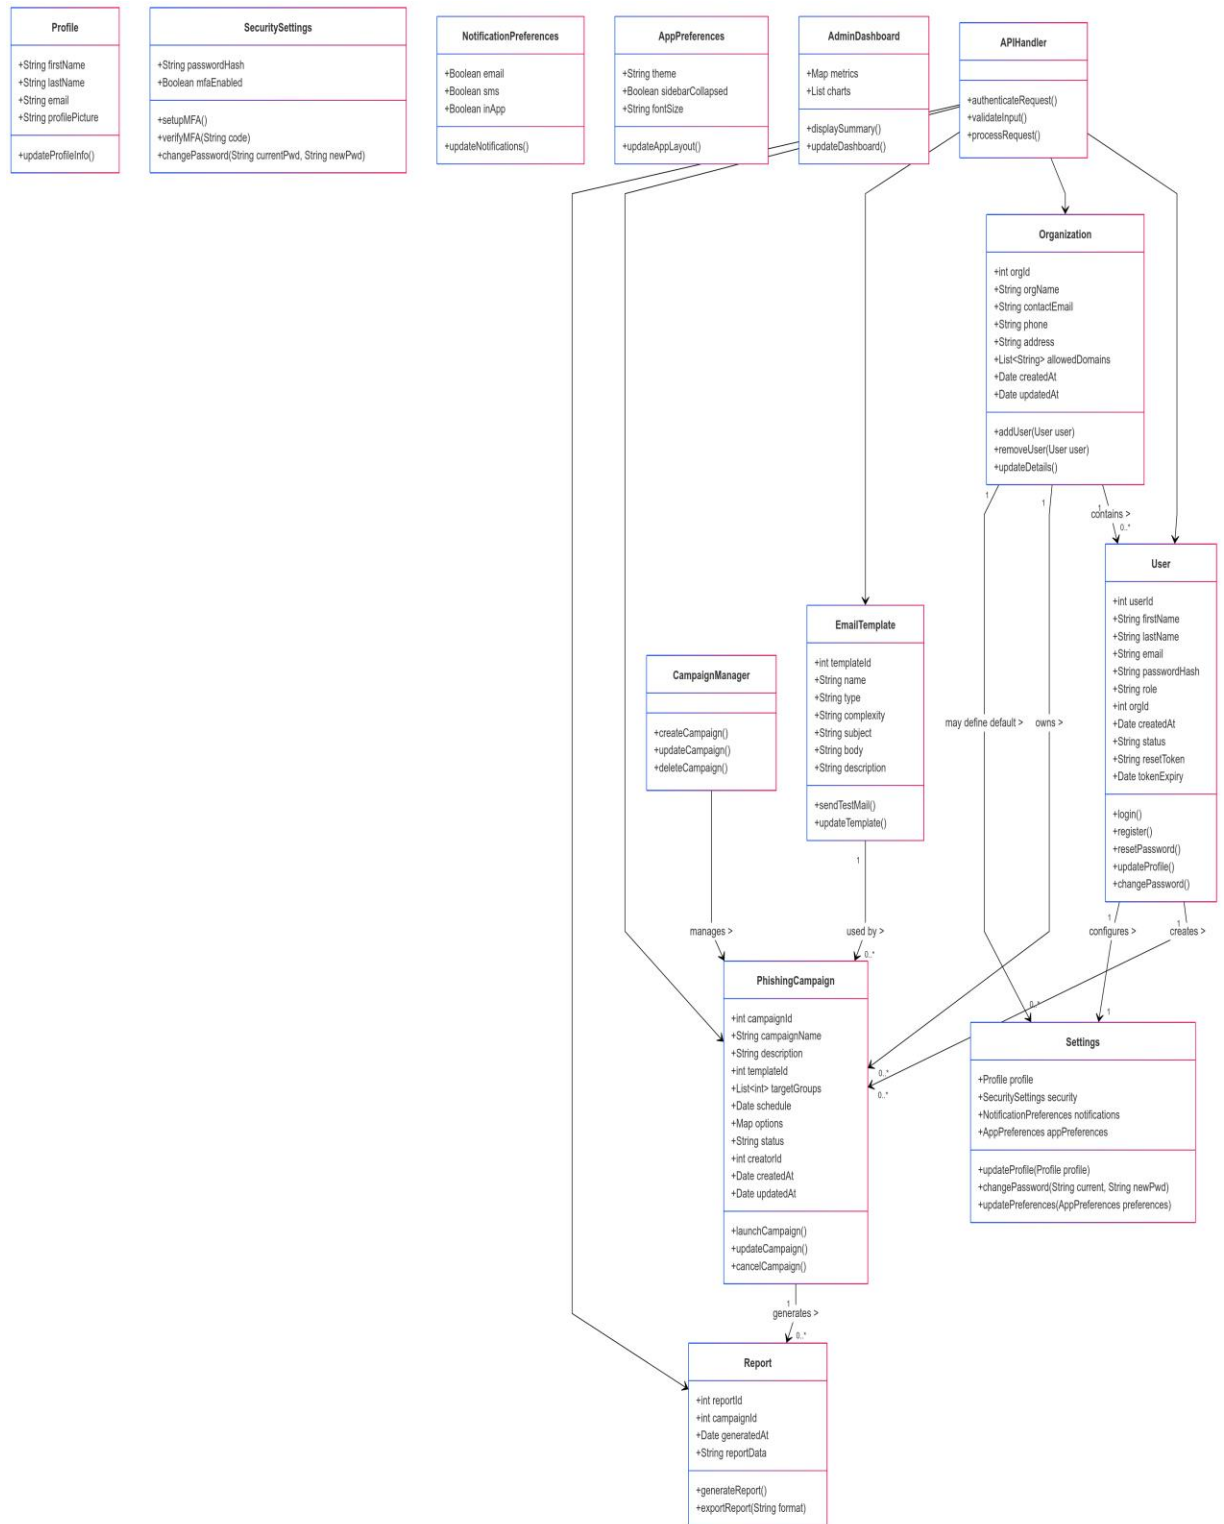 Profile
+String firstName
+String lastName
+String email
+String profilePicture
+updateProfileInfo()
SecuritySettings
+String passwordHash
+Boolean mfaEnabled
+setupMFA()
+verifyMFA(String code)
+changePassword(String currentPwd, String newPwd)
NotificationPreferences
+Boolean email
+Boolean sms
+Boolean inApp
+updateNotifications()
AppPreferences
+String theme
+Boolean sidebarCollapsed
+String fontSize
+updateAppLayout()
AdminDashboard
+Map metrics
+List charts
+displaySummary()
+updateDashboard()
APIHandler
+authenticateRequest()
+validateInput()
+processRequest()
Organization
+int orgId
+String orgName
+String contactEmail
+String phone
+String address
+List<String> allowedDomains
+Date createdAt
+Date updatedAt
+addUser(User user)
+removeUser(User user)
+updateDetails()
1
1
1
contains >
0..*
User
+int userId
+String firstName
+String lastName
+String email
+String passwordHash
+String role
+int orgId
+Date createdAt
+String status
+String resetToken
+Date tokenExpiry
+login()
+register()
+resetPassword()
+updateProfile()
+changePassword()
EmailTemplate
+int templateId
+String name
+String type
+String complexity
+String subject
+String body
+String description
+sendTestMail()
+updateTemplate()
CampaignManager
+createCampaign()
+updateCampaign()
+deleteCampaign()
may define default >
owns >
1
manages >
used by >
0..*
1
configures >
1
creates >
PhishingCampaign
+int campaignId
+String campaignName
+String description
+int templateId
+List<int> targetGroups
+Date schedule
+Map options
+String status
+int creatorId
+Date createdAt
+Date updatedAt
+launchCampaign()
+updateCampaign()
+cancelCampaign()
0..*
0..*
0..*
1
Settings
+Profile profile
+SecuritySettings security
+NotificationPreferences notifications
+AppPreferences appPreferences
+updateProfile(Profile profile)
+changePassword(String current, String newPwd)
+updatePreferences(AppPreferences preferences)
1
generates >
0..*
Report
+int reportId
+int campaignId
+Date generatedAt
+String reportData
+generateReport()
+exportReport(String format)